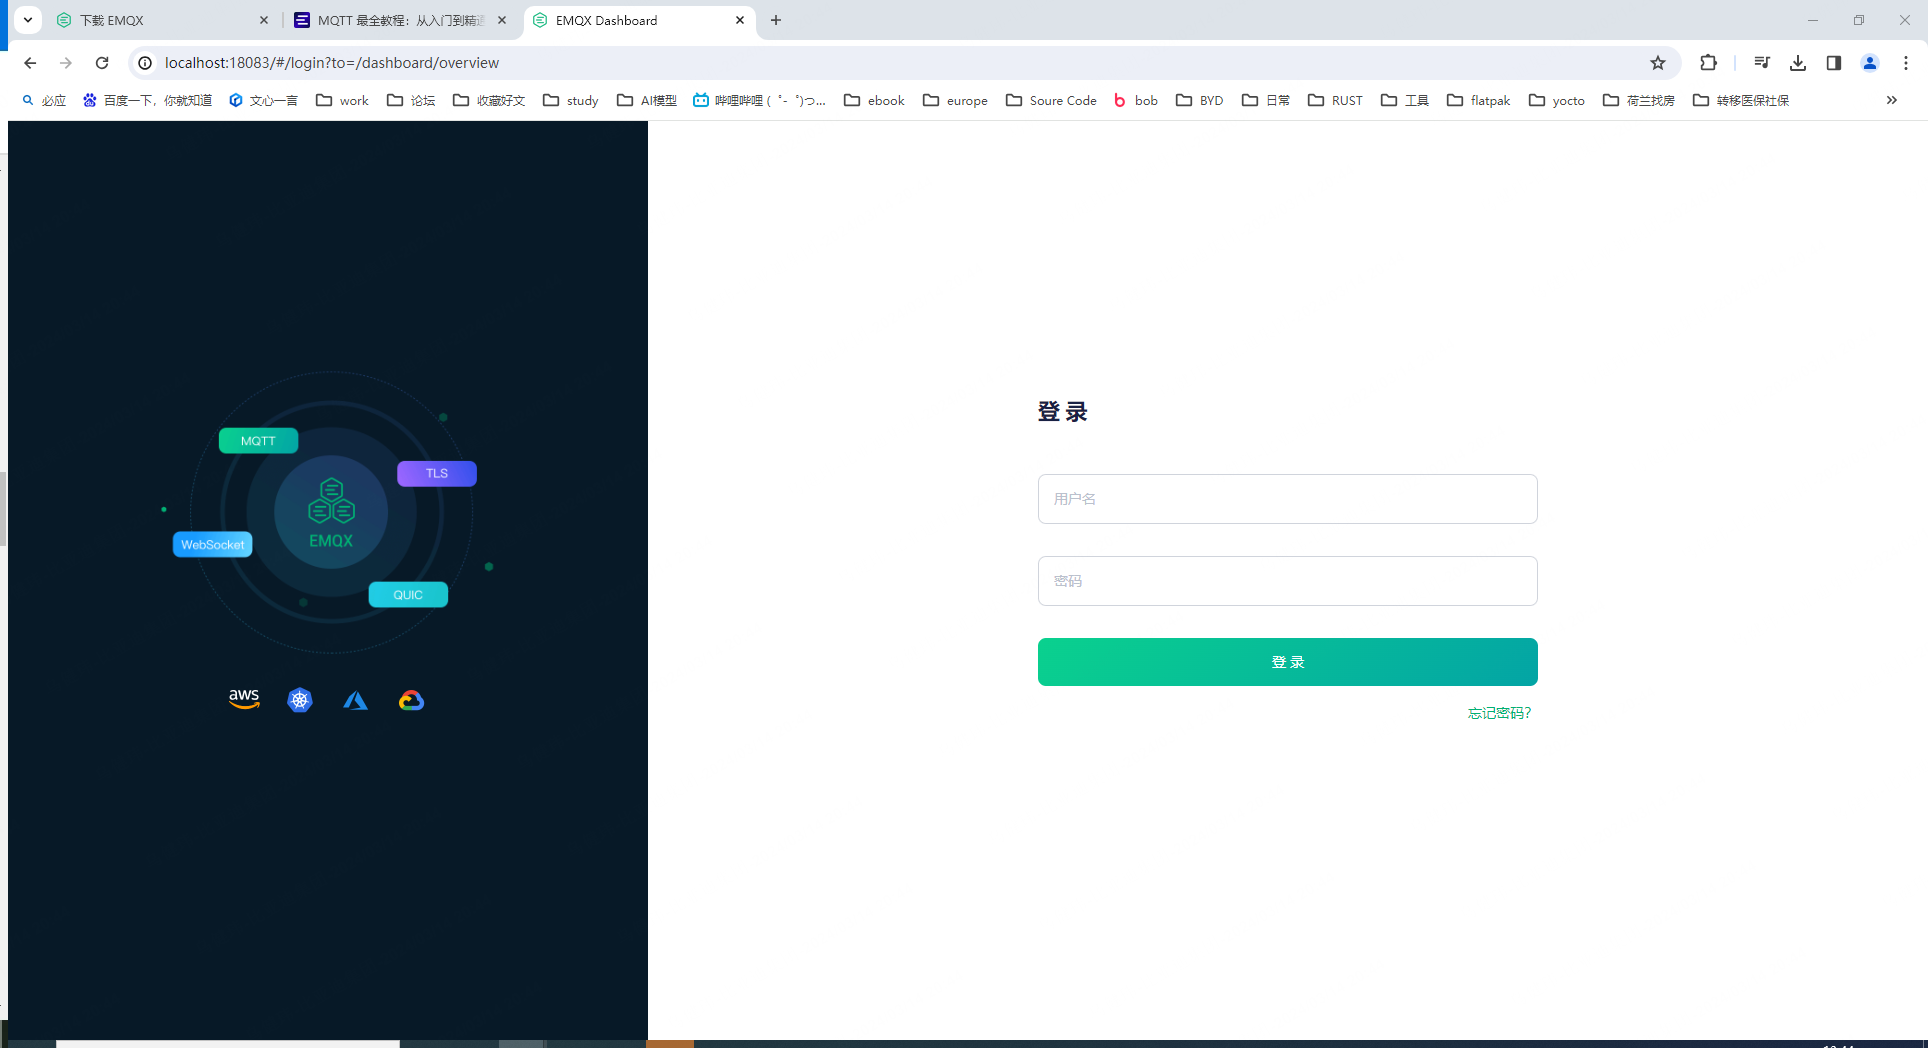 下载 EMQX
MQTT 最全教程：从入门到精通
EMQX Dashboard
localhost:18083/#/login?to=/dashboard/overview
必应
百度一下，你就知道
文心一言
work
论坛
收藏好文
study
AI模型
哔哩哔哩 ( ゜- ゜)つ...
ebook
europe
Soure Code
bob
BYD
日常
RUST
工具
flatpak
yocto
荷兰找房
转移医保社保
MQTT
TLS
EMQX
WebSocket
QUIC
aws
登 录
用户名
密码
登 录
忘记密码?